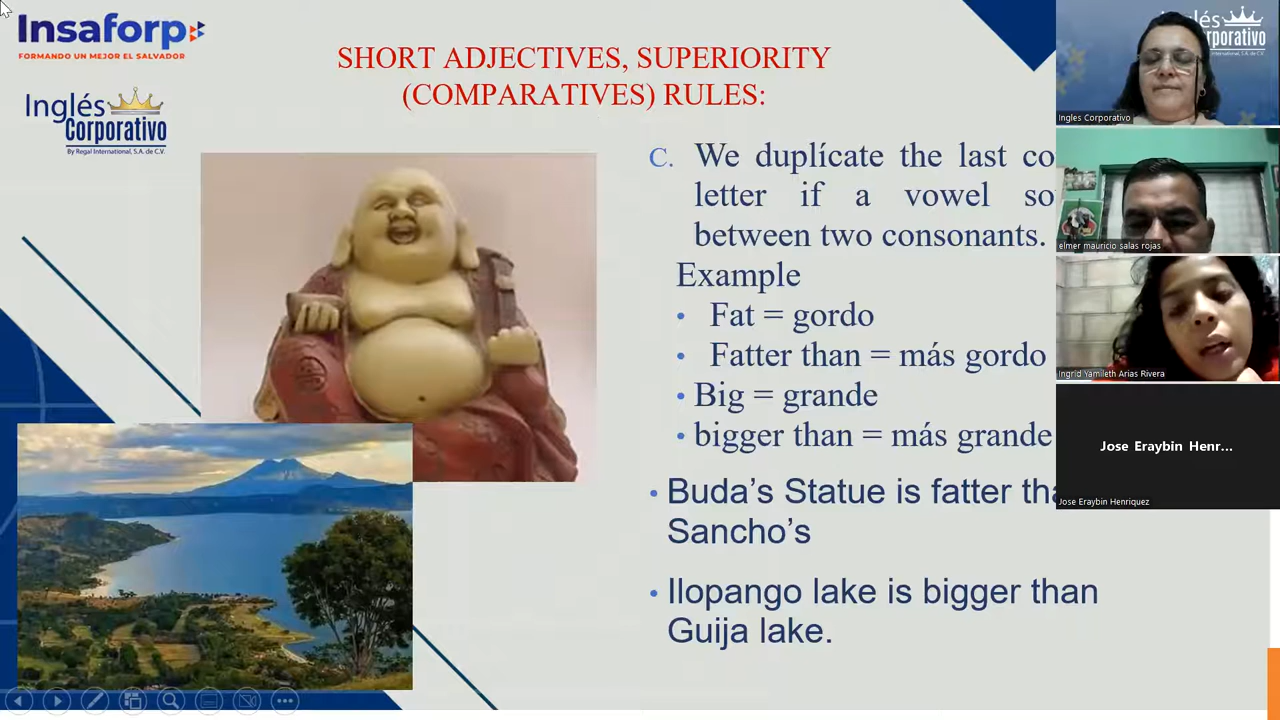 Insaforp
FORMANDO UN MEJOR EL SALVADOR
Inglés
Corporativo
By Regal International, S.A. de C.V.
SHORT ADJECTIVES, SUPERIORITY
(COMPARATIVES) RULES:
C. We duplícate the last co
letter if a vowel so
between two consonants.
Example
• Fat = gordo
• Fatter than = más gordo
• Big = grande
• bigger than = más grande
• Buda's Statue is fatter tha
Sancho's
• Ilopango lake is bigger than
Guija lake.
Ingles Corporativo
elmer mauricio salas rojas
Ingrid Yamileth Arias Rivera
Jose Eraybin Henr...
Jose Eraybin Henriquez